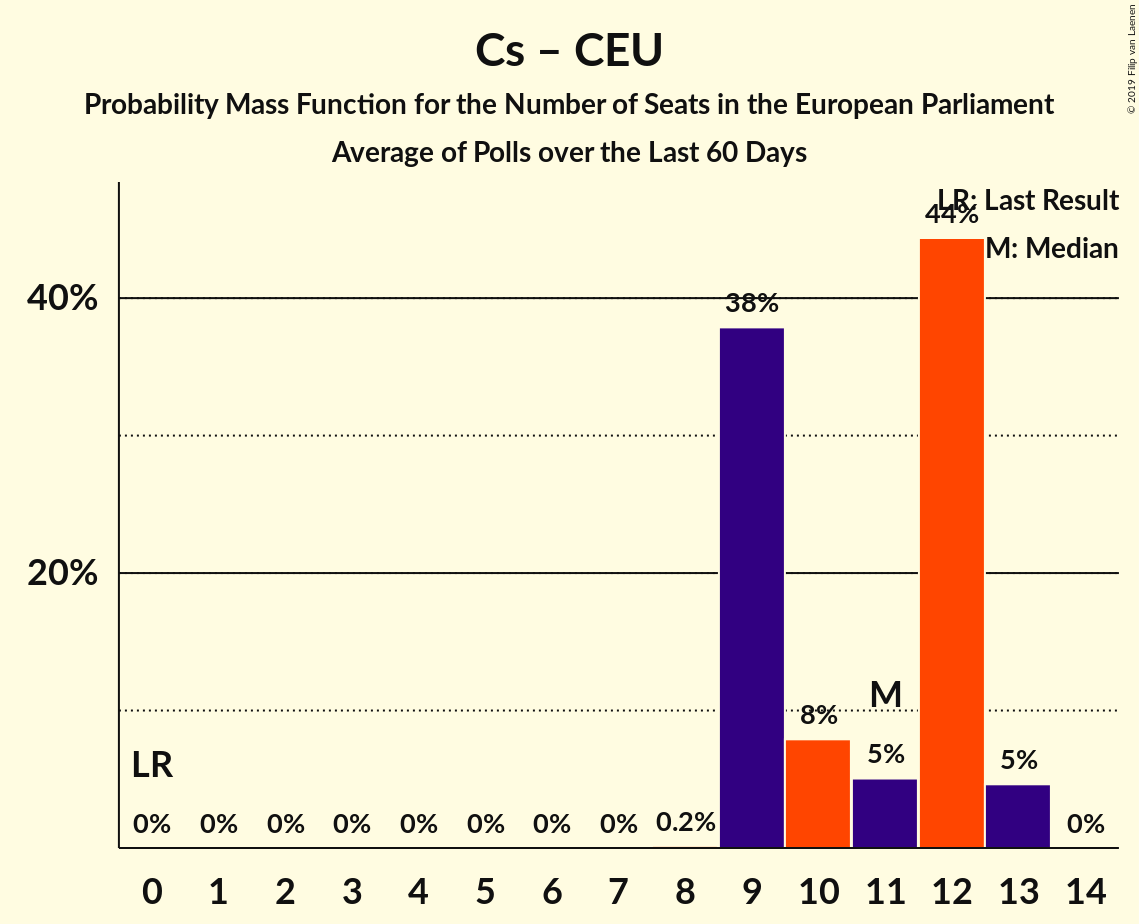 Cs – CEU
Probability Mass Function for the Number of Seats in the European Parliament
Average of Polls over the Last 60 Days
© 2019 Filip van Laenen
LR: Last Result
M: Median
40%
20%
LR
M
0% 0% 0% 0% 0% 0% 0% 0% 0.2% 38% 8% 5% 44% 5% 0%
0 1 2 3 4 5 6 7 8 9 10 11 12 13 14